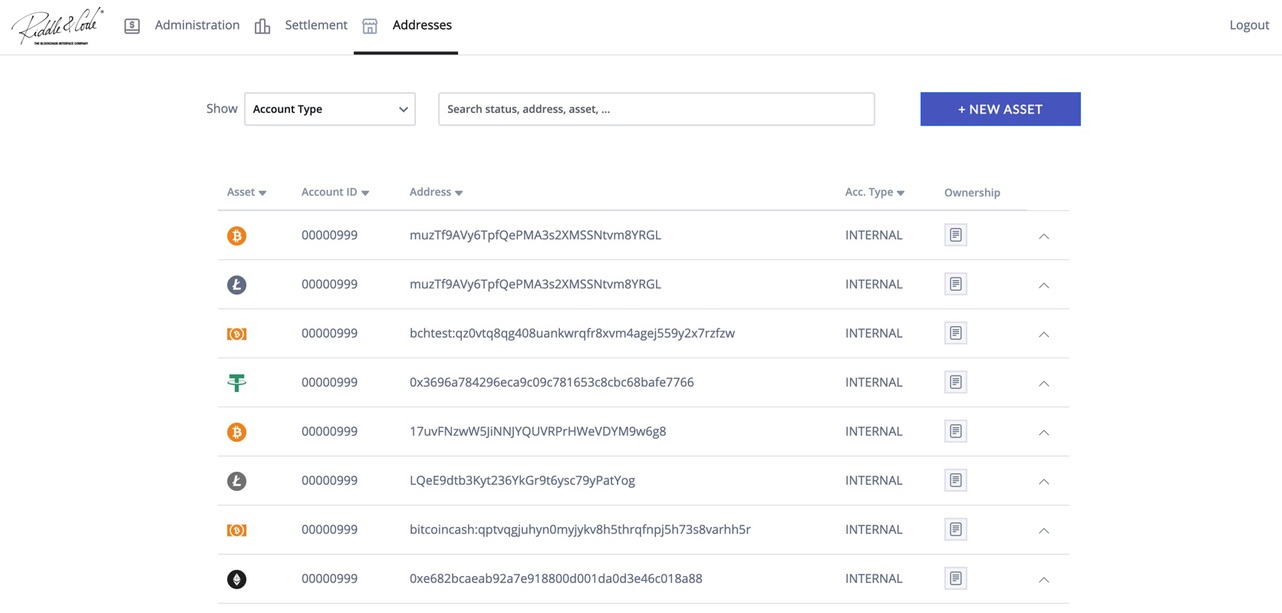 Riddle & Code
THE BLOCKCHAIN INTERFACE COMPANY
Administration Settlement Addresses Logout
Show Account Type Search status, address, asset, ... + NEW ASSET
Asset Account ID Address Acc. Type Ownership
00000999 muzTf9AVy6TpfQePMA3s2XMSSNtvm8YRGL INTERNAL
00000999 muzTf9AVy6TpfQePMA3s2XMSSNtvm8YRGL INTERNAL
00000999 bchtest:qz0vtq8qg408uankwrqfr8xvm4agej559y2x7rzfzw INTERNAL
00000999 0x3696a784296eca9c09c781653c8cbc68bafe7766 INTERNAL
00000999 17uvFNzwW5JiNNJYQUVRPrHWeVDYM9w6g8 INTERNAL
00000999 LQeE9dtb3Kyt236YkGr9t6ysc79yPatYog INTERNAL
00000999 bitcoincash:qptvqgjuhyn0myjykv8h5thrqfnpj5h73s8varhh5r INTERNAL
00000999 0xe682bcaeab92a7e918800d001da0d3e46c018a88 INTERNAL